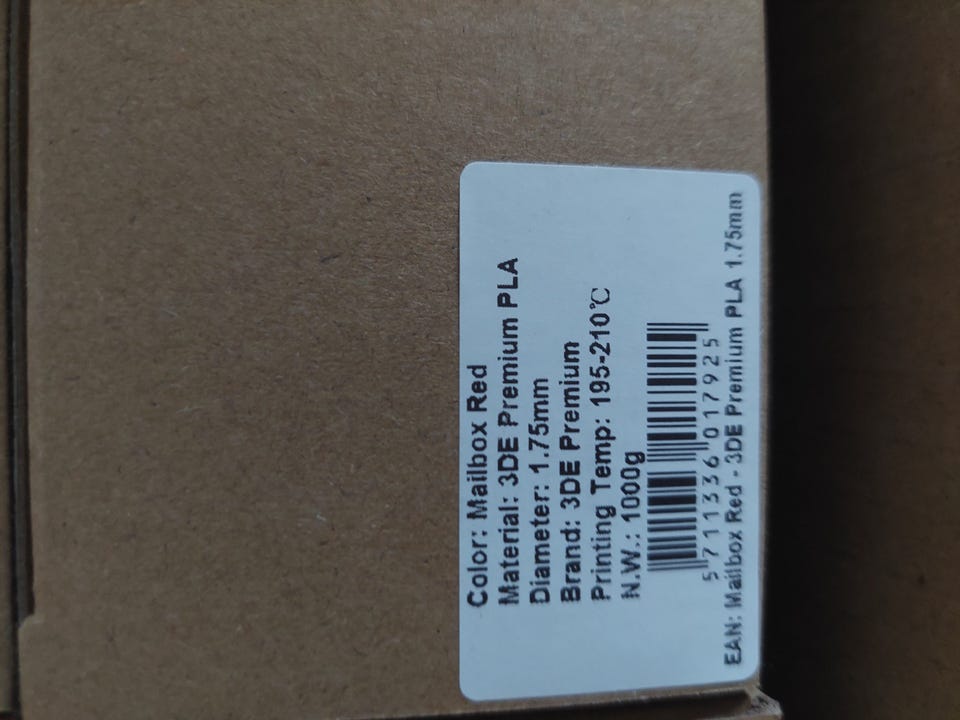 Color: Mailbox Red
Material: 3DE Premium PLA
Diameter: 1.75mm
Brand: 3DE Premium
Printing Temp: 195-210℃
N.W.: 1000g
5 711336 017925
EAN: Mailbox Red - 3DE Premium PLA 1.75mm